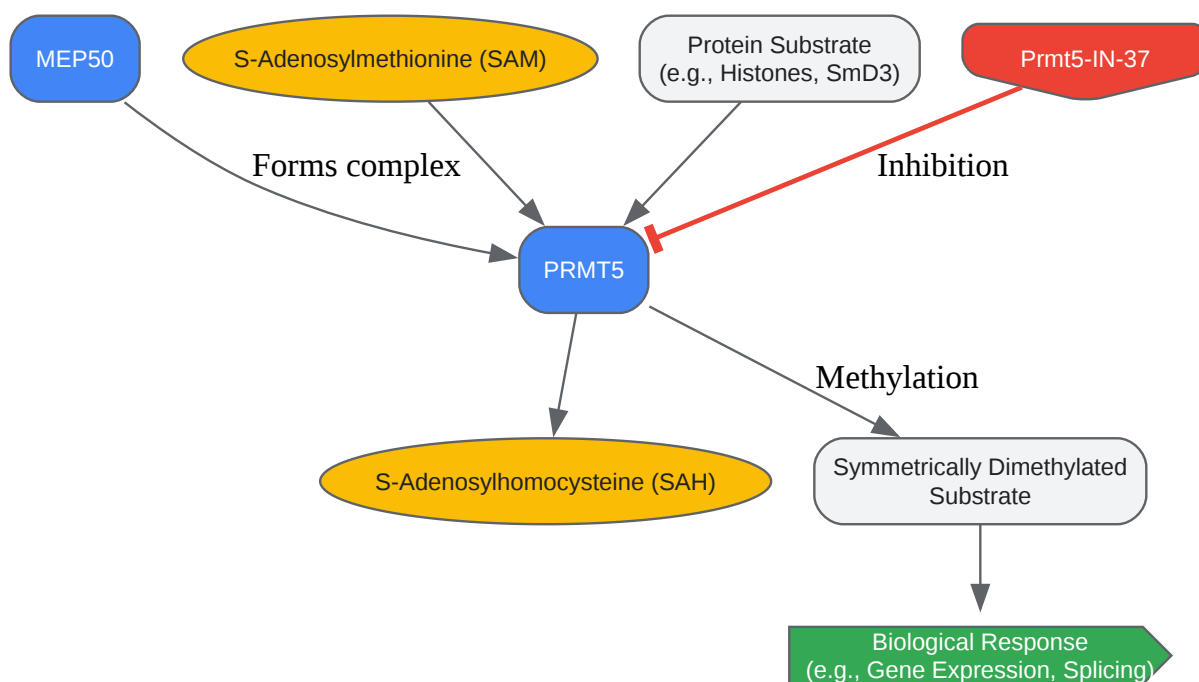 MEP50
S-Adenosylmethionine (SAM)
Protein Substrate
(e.g., Histones, SmD3)
Prmt5-IN-37
Forms complex
Inhibition
PRMT5
Methylation
S-Adenosylhomocysteine (SAH)
Symmetrically Dimethylated
Substrate
Biological Response
(e.g., Gene Expression, Splicing)